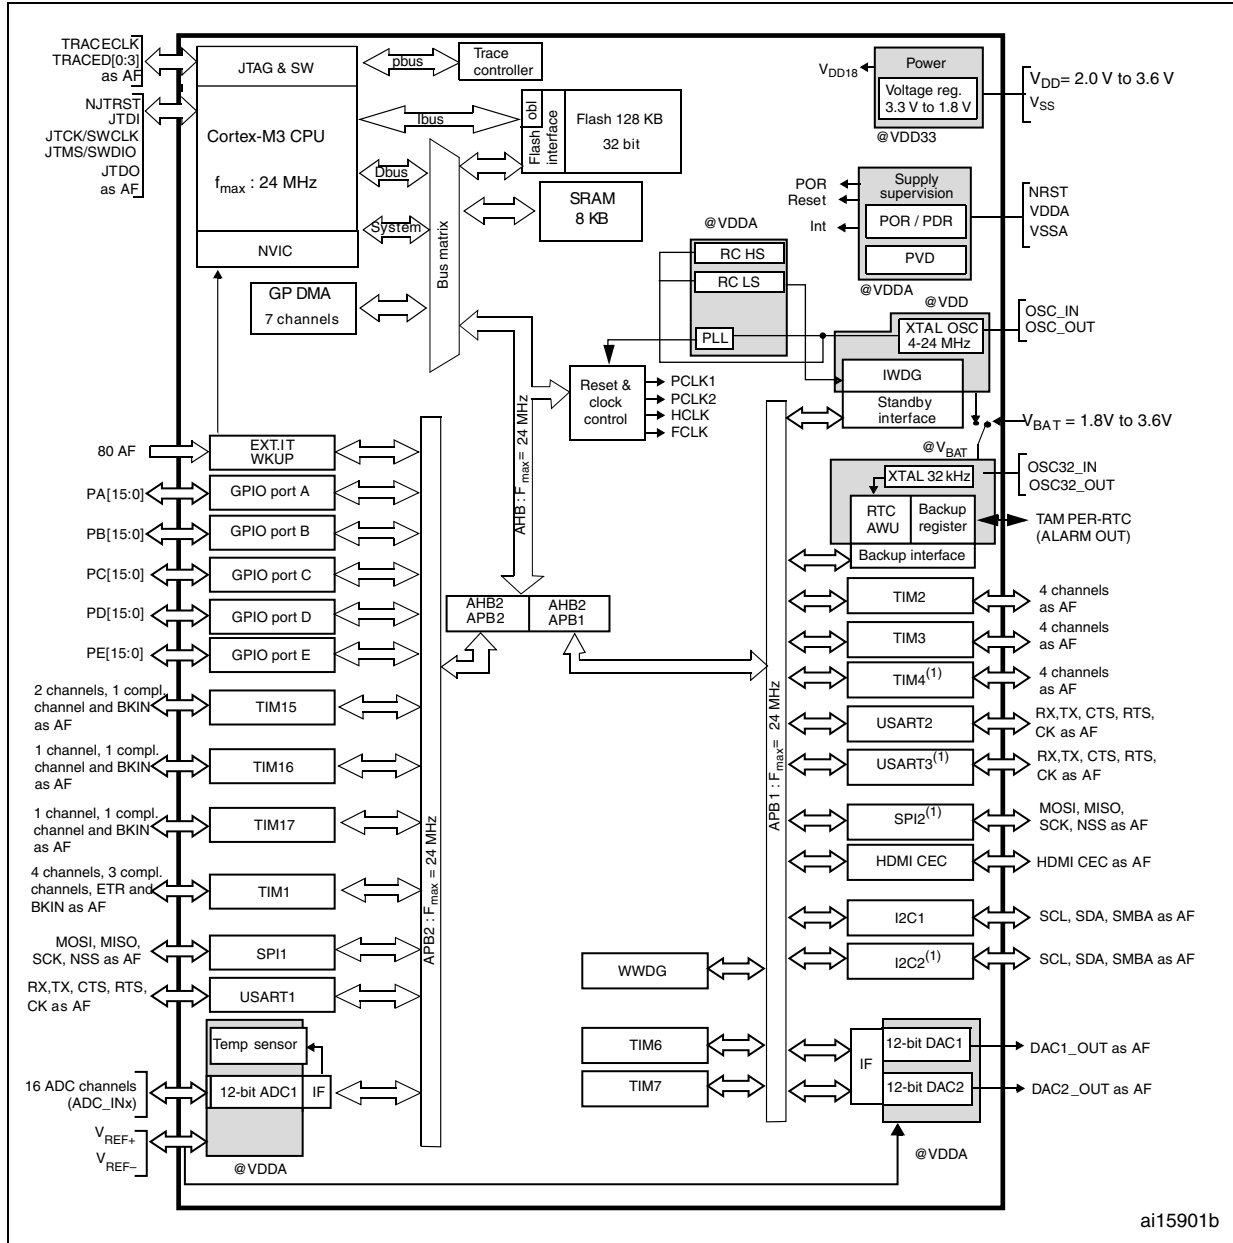 TRACECLK
TRACED[0:3]
as AF
NJTRST
JTDI
JTCK/SWCLK
JTMS/SWDIO
JTDO
as AF
JTAG & SW
Cortex-M3 CPU
fmax : 24 MHz
NVIC
pbus
Trace
controller
Ibus
Dbus
System
Flash obl
interface
Flash 128 KB
32 bit
SRAM
8 KB
Bus matrix
GP DMA
7 channels
VDD18
Power
Voltage reg.
3.3 V to 1.8 V
@VDD33
VDD= 2.0 V to 3.6 V
VSS
POR
Reset
Int
Supply
supervision
POR / PDR
PVD
@VDDA
NRST
VDDA
VSSA
@VDDA
RC HS
RC LS
PLL
@VDD
XTAL OSC
4-24 MHz
OSC_IN
OSC_OUT
IWDG
Standby
interface
Reset &
clock
control
PCLK1
PCLK2
HCLK
FCLK
VBAT = 1.8V to 3.6V
@VBAT
XTAL 32 kHz
OSC32_IN
OSC32_OUT
RTC
AWU
Backup
register
Backup interface
TAMPER-RTC
(ALARM OUT)
AHB : Fmax = 24 MHz
AHB2
APB2
AHB2
APB1
80 AF
EXT.IT
WKUP
PA[15:0]
GPIO port A
PB[15:0]
GPIO port B
PC[15:0]
GPIO port C
PD[15:0]
GPIO port D
PE[15:0]
GPIO port E
2 channels, 1 compl.
channel and BKIN
as AF
TIM15
1 channel, 1 compl.
channel and BKIN
as AF
TIM16
1 channel, 1 compl.
channel and BKIN
as AF
TIM17
4 channels, 3 compl.
channels, ETR and
BKIN as AF
TIM1
MOSI, MISO,
SCK, NSS as AF
SPI1
RX,TX, CTS, RTS,
CK as AF
USART1
Temp sensor
16 ADC channels
(ADC_INx)
12-bit ADC1
IF
VREF+
VREF–
@VDDA
APB2 : Fmax = 24 MHz
APB1 : Fmax = 24 MHz
TIM2
4 channels
as AF
TIM3
4 channels
as AF
TIM4(1)
4 channels
as AF
USART2
RX,TX, CTS, RTS,
CK as AF
USART3(1)
RX,TX, CTS, RTS,
CK as AF
SPI2(1)
MOSI, MISO,
SCK, NSS as AF
HDMI CEC
HDMI CEC as AF
I2C1
SCL, SDA, SMBA as AF
I2C2(1)
SCL, SDA, SMBA as AF
WWDG
TIM6
TIM7
IF
12-bit DAC1
DAC1_OUT as AF
12-bit DAC2
DAC2_OUT as AF
@VDDA
ai15901b